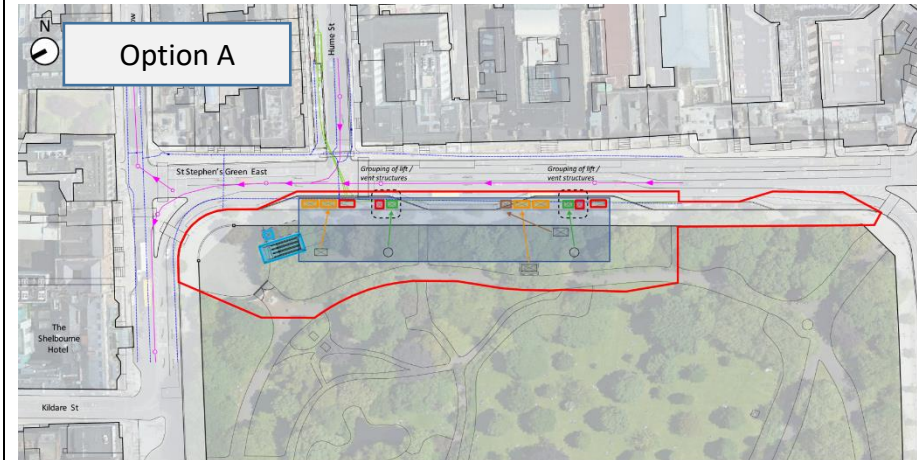 N
Option A
Hume St
St Stephen's Green East
Grouping of lift /
vent structures
Grouping of lift /
vent structures
The
Shelbourne
Hotel
Kildare St